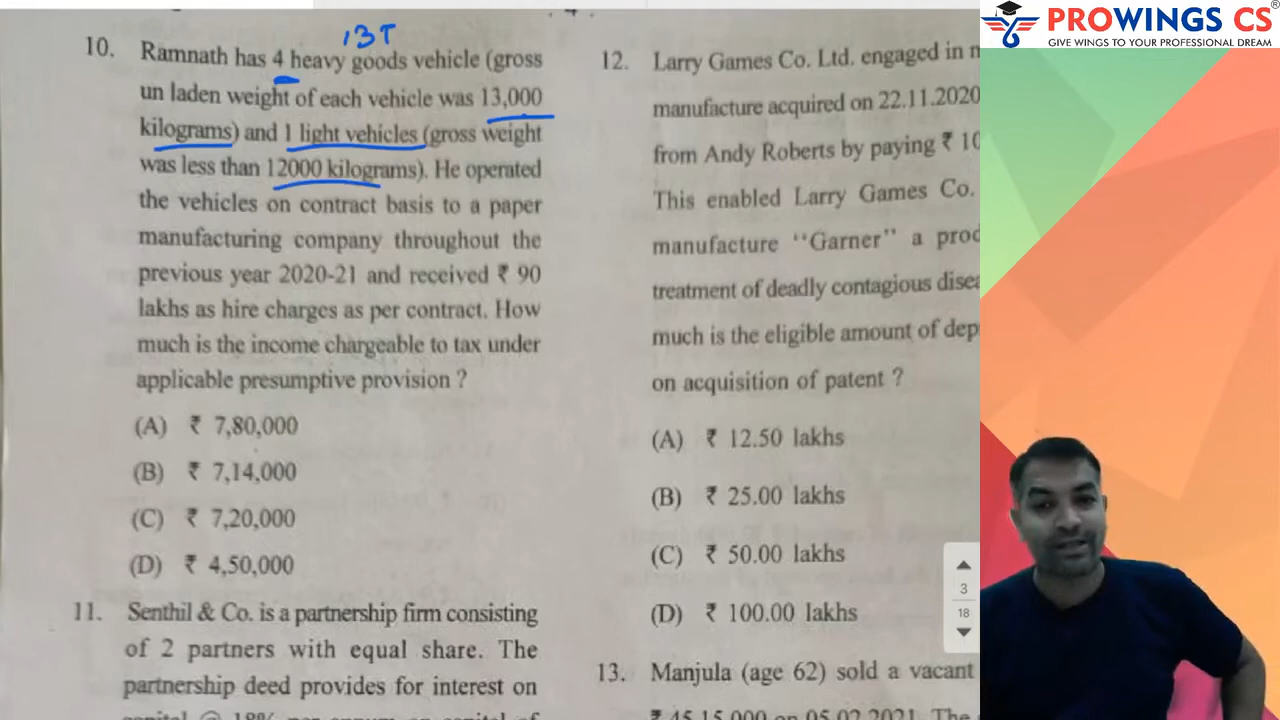 PROWINGS CS
GIVE WINGS TO YOUR PROFESSIONAL DREAM
13T
10. Ramnath has 4 heavy goods vehicle (gross
un laden weight of each vehicle was 13,000
kilograms) and 1 light vehicles (gross weight
was less than 12000 kilograms). He operated
the vehicles on contract basis to a paper
manufacturing company throughout the
previous year 2020-21 and received ₹ 90
lakhs as hire charges as per contract. How
much is the income chargeable to tax under
applicable presumptive provision ?
(A) ₹ 7,80,000
(B) ₹ 7,14,000
(C) ₹ 7,20,000
(D) ₹ 4,50,000
11. Senthil & Co. is a partnership firm consisting
of 2 partners with equal share. The
partnership deed provides for interest on
12. Larry Games Co. Ltd. engaged in
manufacture acquired on 22.11.2020
from Andy Roberts by paying ₹ 10
This enabled Larry Games Co.
manufacture "Garner" a
treatment of deadly contagious
much is the eligible amount of
on acquisition of patent ?
(A) ₹ 12.50 lakhs
(B) ₹ 25.00 lakhs
(C) ₹ 50.00 lakhs
(D) ₹ 100.00 lakhs
13. Manjula (age 62) sold a vacant
3
18